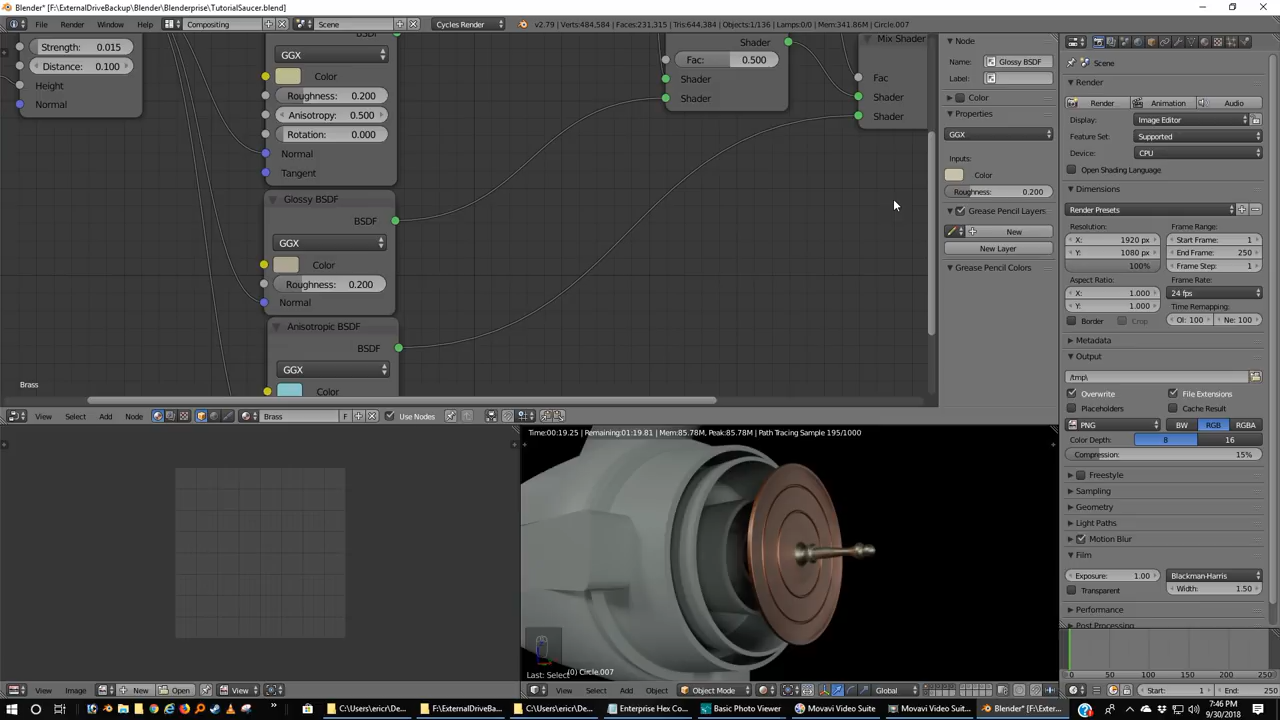 Blender* [F:\ExternalDriveBackup\Blender\Blenderprise\TutorialSaucer.blend]
File Render Window Help Compositing Scene Cycles Render v2.79 | Verts:484,584 | Faces:231,315 | Tris:644,384 | Objects:1/136 | Lamps:0/0 | Mem:341.86M | Circle.007
Strength: 0.015
Distance: 0.100
Height
Normal
GGX
Color
Roughness: 0.200
Anisotropy: 0.500
Rotation: 0.000
Normal
Tangent
Glossy BSDF
BSDF
GGX
Color
Roughness: 0.200
Normal
Anisotropic BSDF
BSDF
GGX
Color
Shader
Fac: 0.500
Shader
Shader
Mix Shader
Fac
Shader
Shader
Brass
Node
Name: Glossy BSDF
Label:
Color
Properties
GGX
Inputs:
Color
Roughness: 0.200
Grease Pencil Layers
New
New Layer
Grease Pencil Colors
View Select Add Node Brass F Use Nodes
Scene
Render
Render Animation Audio
Display: Image Editor
Feature Set: Supported
Device: CPU
Open Shading Language
Dimensions
Render Presets
Resolution: Frame Range:
X: 1920 px Start Frame: 1
Y: 1080 px End Frame: 250
100% Frame Step: 1
Aspect Ratio: Frame Rate:
X: 1.000 24 fps
Y: 1.000 Time Remapping:
Border Crop Ol: 100 Ne: 100
Metadata
Output
/tmp\
Overwrite File Extensions
Placeholders Cache Result
PNG BW RGB RGBA
Color Depth: 8 16
Compression: 15%
Freestyle
Sampling
Geometry
Light Paths
Motion Blur
Film
Exposure: 1.00 Blackman-Harris
Transparent Width: 1.50
Performance
Post Processing
Time:00:19.25 | Remaining:01:19.81 | Mem:85.78M, Peak:85.78M | Path Tracing Sample 195/1000
Last: Select
(0) Circle.007
View Image New Open View
View Select Add Object Object Mode Global
0 50 100 150 200 250
Start: 1 End: 250
C:\Users\eric\De... F:\ExternalDriveBa... C:\Users\eric\De... Enterprise Hex Co... Basic Photo Viewer Movavi Video Suite Movavi Video Suit... Blender* [F:\Exter...
7:46 PM
9/30/2018